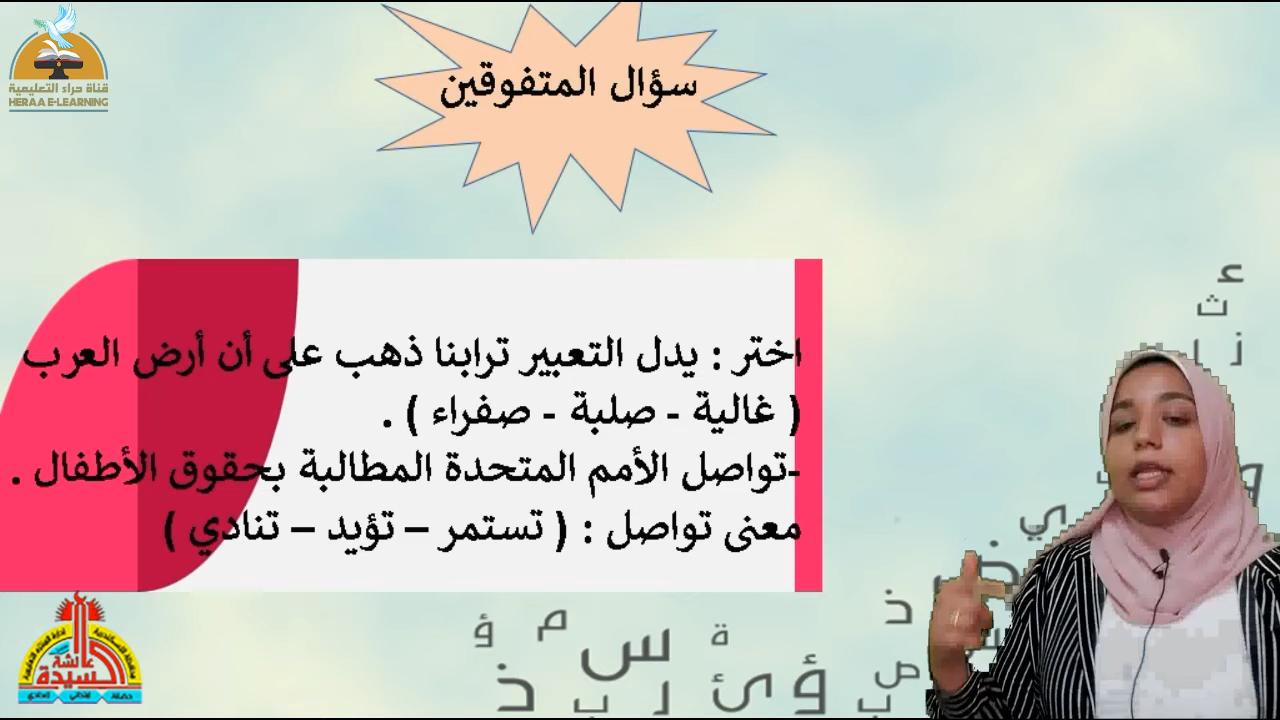 قناة حراء التعليمية
HERAA E-LEARNING
سؤال المتفوقين
اختر : يدل التعبير ترابنا ذهب على أن أرض العرب
( غالية - صلبة - صفراء ) .
-تواصل الأمم المتحدة المطالبة بحقوق الأطفال .
معنى تواصل : ( تستمر – تؤيد – تنادي )
عائشة
السيدة